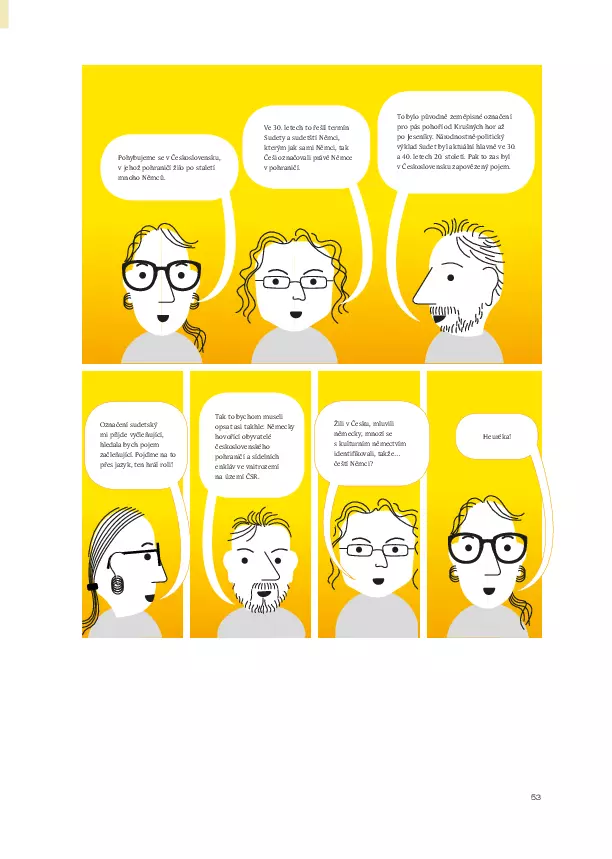 Pohybujeme se v Československu,
v jehož pohraničí žilo po staletí
mnoho Němců.
Ve 30. letech to řeší termín
Sudety a sudetští Němci,
kterým jak sami Němci, tak
Češi označovali právě Němce
v pohraničí.
To bylo původně zeměpisné označení
pro pás pohoří od Krušných hor až
po Jeseníky. Národnostně-politický
výklad Sudet byl aktuální hlavně ve 30.
a 40. letech 20. století. Pak to zas byl
v Československu zapovězený pojem.
Označení sudetský
mi přijde vyčleňující,
hledala bych pojem
začleňující. Pojďme na to
přes jazyk, ten hrál roli!
Tak to bychom museli
opsat asi takhle: Německy
hovořící obyvatelé
československého
pohraničí a sídelních
enkláv ve vnitrozemí
na území ČSR.
Žili v Česku, mluvili
německy, mnozí se
s kulturním němectvím
identifikovali, takže…
čeští Němci?
Heuréka!
53